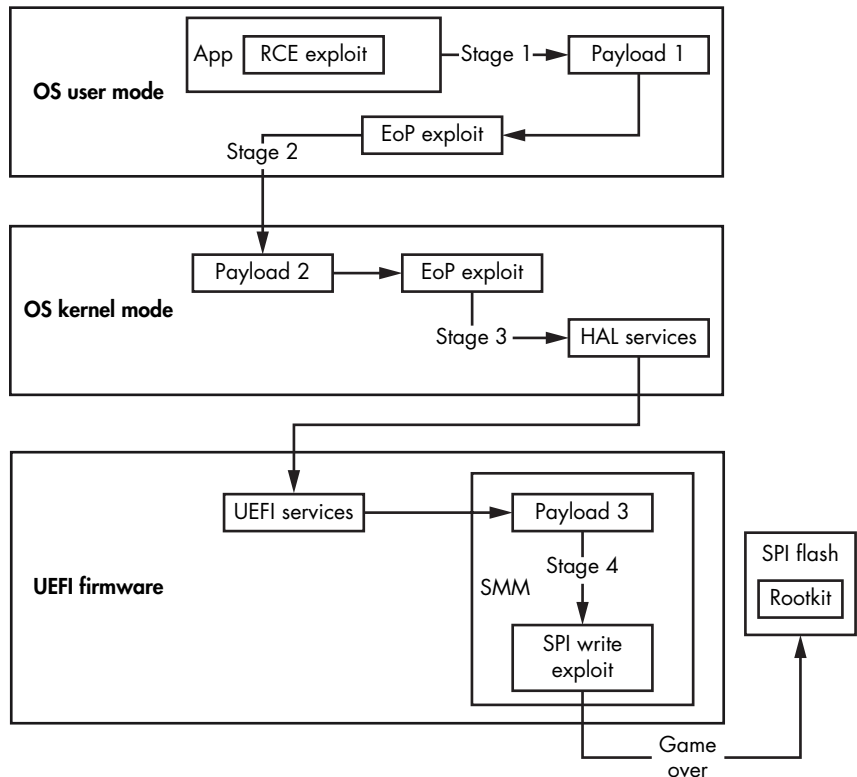 App
RCE exploit
Stage 1
Payload 1
OS user mode
EoP exploit
Stage 2
Payload 2
EoP exploit
OS kernel mode
Stage 3
HAL services
UEFI services
Payload 3
SPI flash
Stage 4
UEFI firmware
SMM
Rootkit
SPI write
exploit
Game
over